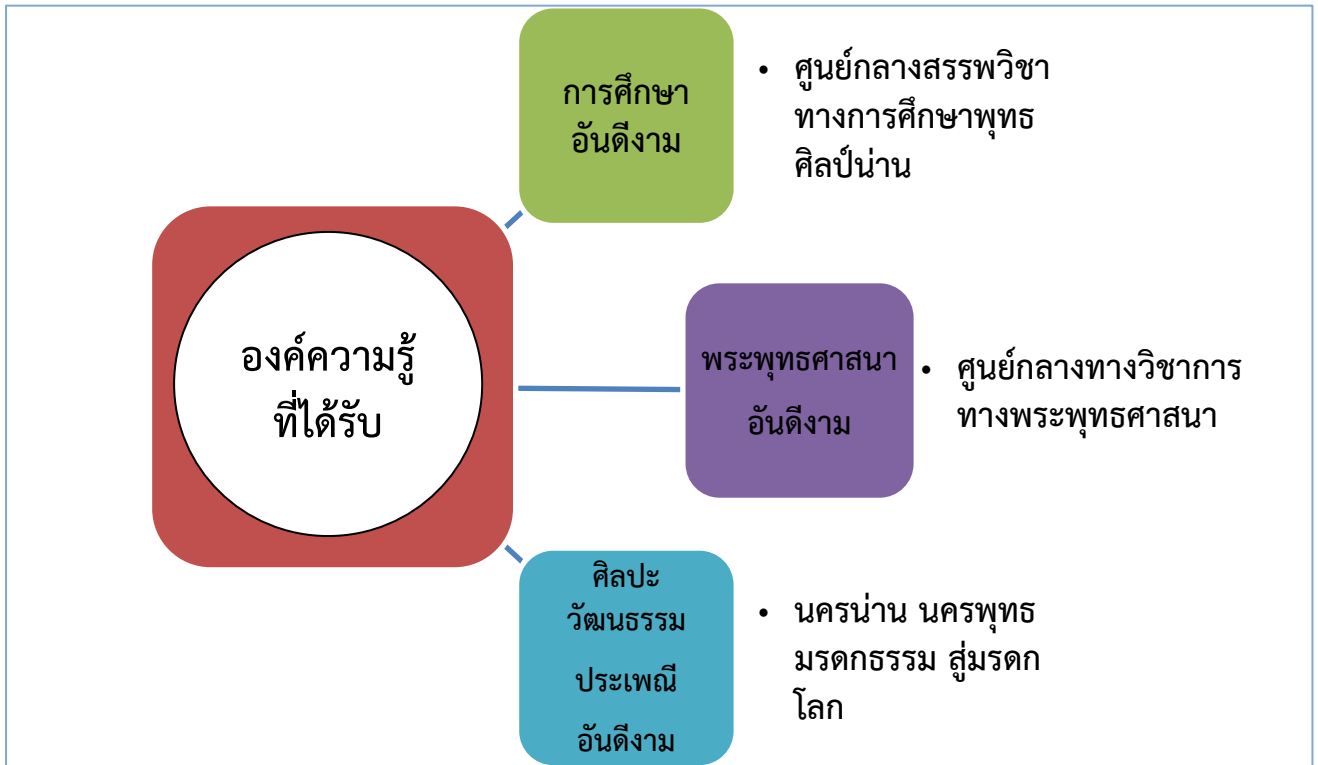 องค์ความรู้
ที่ได้รับ
การศึกษา
อันดีงาม
• ศูนย์กลางสรรพวิชา
ทางการศึกษาพุทธ
ศิลป์น่าน
พระพุทธศาสนา
อันดีงาม
• ศูนย์กลางทางวิชาการ
ทางพระพุทธศาสนา
ศิลปะ
วัฒนธรรม
ประเพณี
อันดีงาม
• นครน่าน นครพุทธ
มรดกธรรม สู่มรดก
โลก